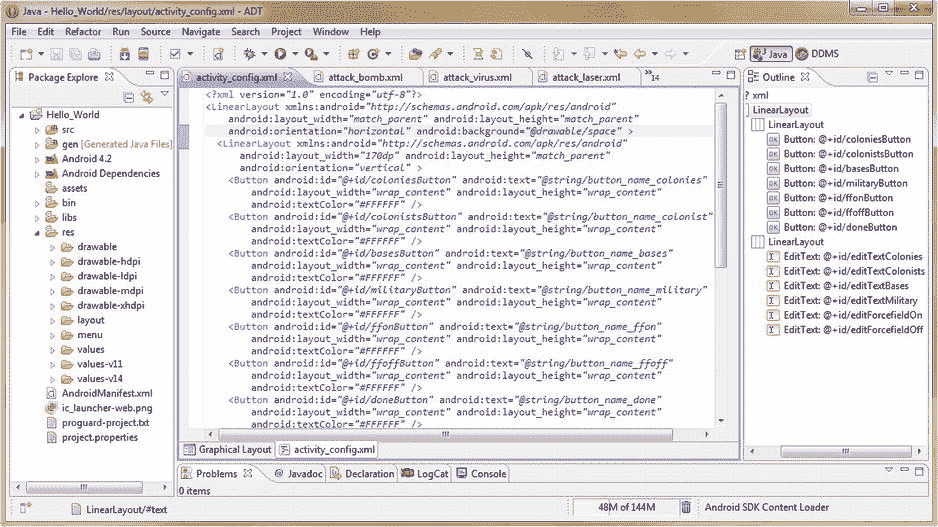 Java - Hello_World/res/layout/activity_config.xml - ADT
File Edit Refactor Run Source Navigate Search Project Window Help
Java DDMS
Package Explore
Hello_World
src
gen [Generated Java Files]
Android 4.2
Android Dependencies
assets
bin
libs
res
drawable
drawable-hdpi
drawable-ldpi
drawable-mdpi
drawable-xhdpi
layout
menu
values
values-v11
values-v14
AndroidManifest.xml
ic_launcher-web.png
proguard-project.txt
project.properties
activity_config.xml attack_bomb.xml attack_virus.xml attack_laser.xml »14
<?xml version="1.0" encoding="utf-8"?>
<LinearLayout xmlns:android="http://schemas.android.com/apk/res/android"
android:layout_width="match_parent" android:layout_height="match_parent"
android:orientation="horizontal" android:background="@drawable/space" >
<LinearLayout xmlns:android="http://schemas.android.com/apk/res/android"
android:layout_width="170dp" android:layout_height="match_parent"
android:orientation="vertical" >
<Button android:id="@+id/coloniesButton" android:text="@string/button_name_colonies"
android:layout_width="wrap_content" android:layout_height="wrap_content"
android:textColor="#FFFFFF" />
<Button android:id="@+id/colonistsButton" android:text="@string/button_name_colonist"
android:layout_width="wrap_content" android:layout_height="wrap_content"
android:textColor="#FFFFFF" />
<Button android:id="@+id/basesButton" android:text="@string/button_name_bases"
android:layout_width="wrap_content" android:layout_height="wrap_content"
android:textColor="#FFFFFF" />
<Button android:id="@+id/militaryButton" android:text="@string/button_name_military"
android:layout_width="wrap_content" android:layout_height="wrap_content"
android:textColor="#FFFFFF" />
<Button android:id="@+id/ffonButton" android:text="@string/button_name_ffon"
android:layout_width="wrap_content" android:layout_height="wrap_content"
android:textColor="#FFFFFF" />
<Button android:id="@+id/ffoffButton" android:text="@string/button_name_ffoff"
android:layout_width="wrap_content" android:layout_height="wrap_content"
android:textColor="#FFFFFF" />
<Button android:id="@+id/doneButton" android:text="@string/button_name_done"
android:layout_width="wrap_content" android:layout_height="wrap_content"
android:textColor="#FFFFFF" />
Graphical Layout activity_config.xml
Outline
? xml
LinearLayout
LinearLayout
OK Button: @+id/coloniesButton
OK Button: @+id/colonistsButton
OK Button: @+id/basesButton
OK Button: @+id/militaryButton
OK Button: @+id/ffonButton
OK Button: @+id/ffoffButton
OK Button: @+id/doneButton
LinearLayout
EditText: @+id/editTextColonies
EditText: @+id/editTextColonists
EditText: @+id/editTextBases
EditText: @+id/editTextMilitary
EditText: @+id/editForcefieldOn
EditText: @+id/editForcefieldOff
Problems @ Javadoc Declaration LogCat Console
0 items
LinearLayout/#text
48M of 144M
Android SDK Content Loader